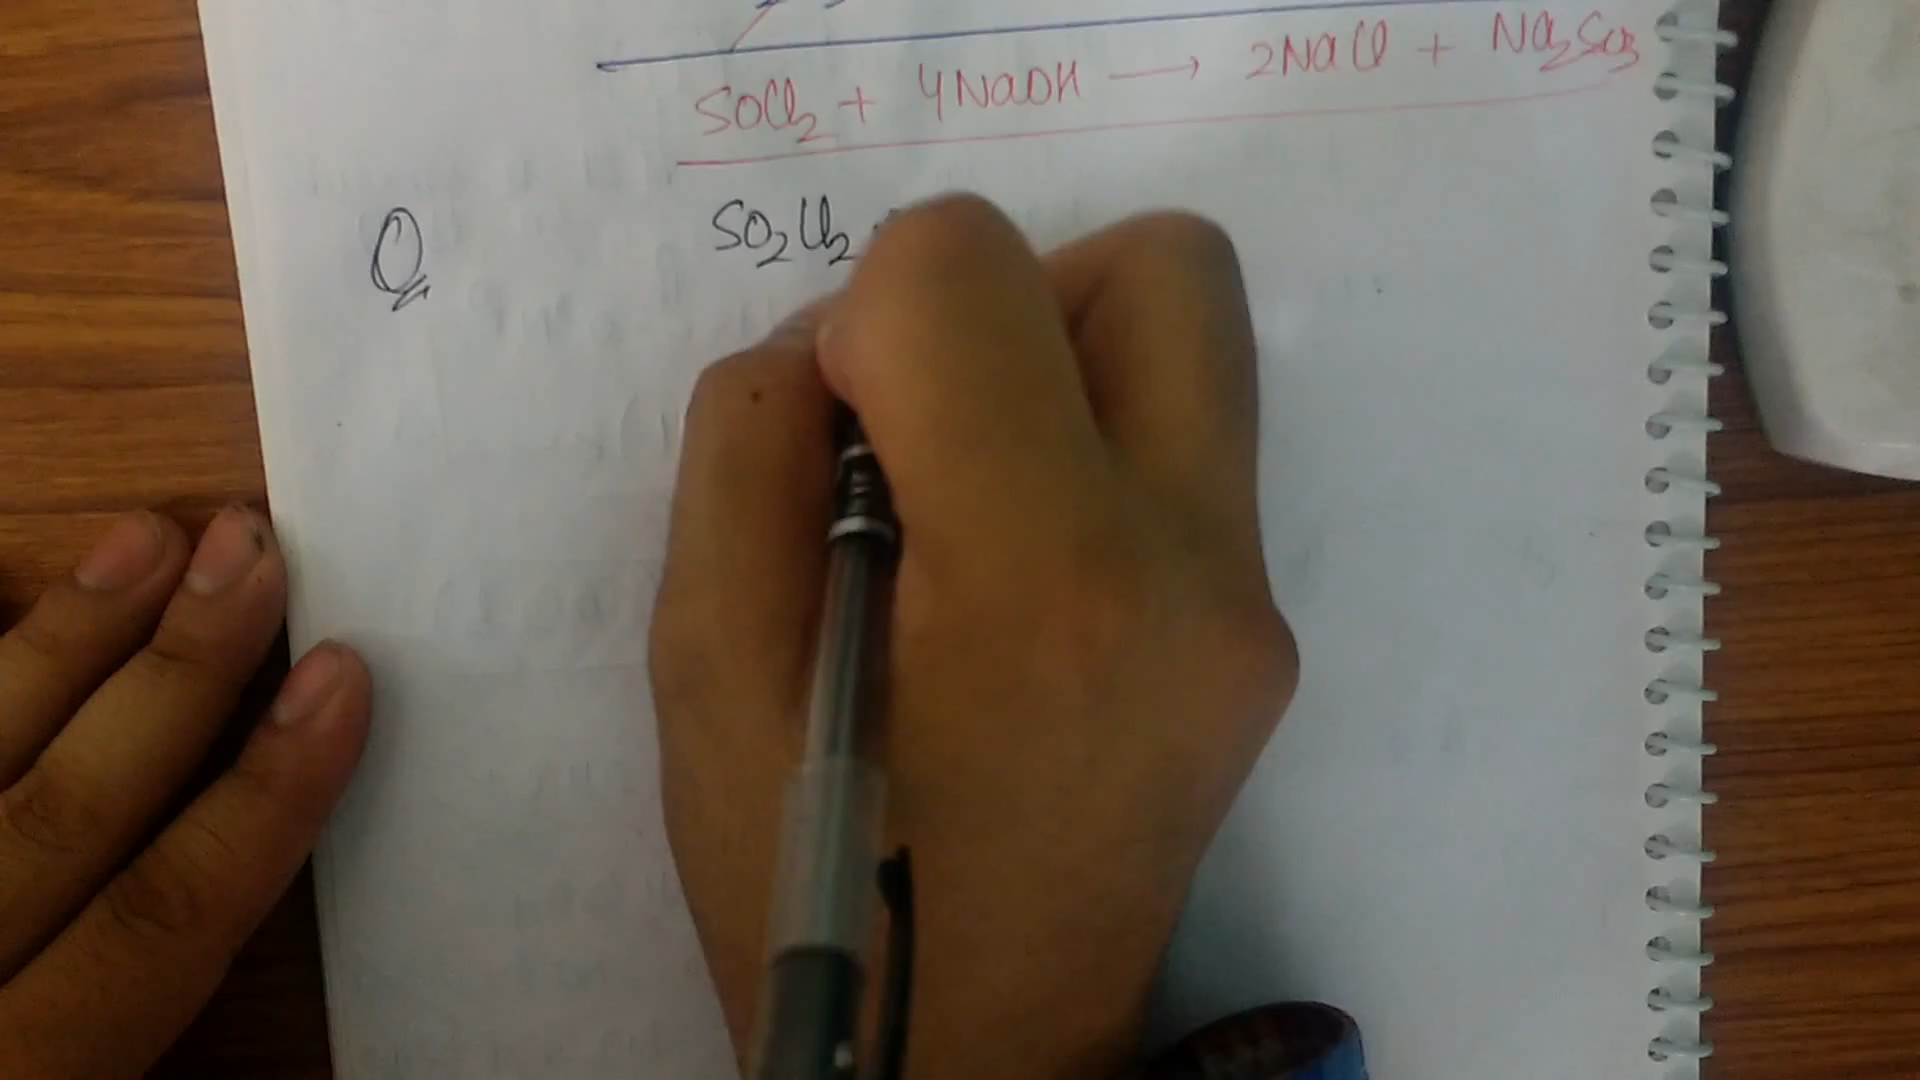 SOCl₂ + 4NaOH ⟶ 2NaCl + Na₂SO₃
Q SO₂Cl₂